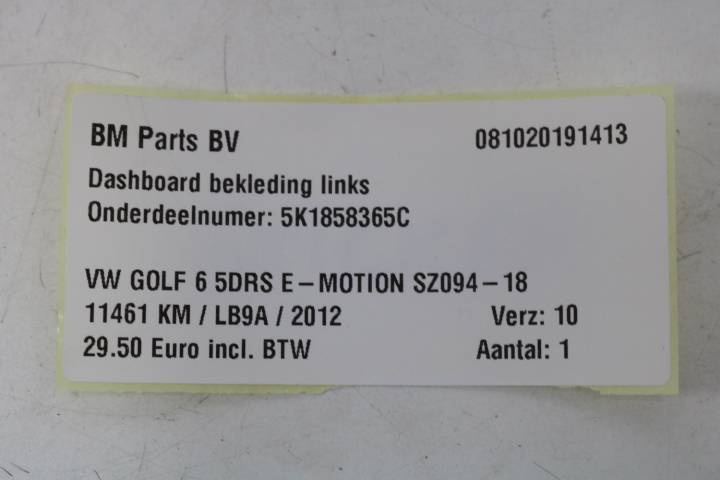 BM Parts BV 081020191413
Dashboard bekleding links
Onderdeelnumer: 5K1858365C
VW GOLF 6 5DRS E-MOTION SZ094-18
11461 KM / LB9A / 2012 Verz: 10
29.50 Euro incl. BTW Aantal: 1